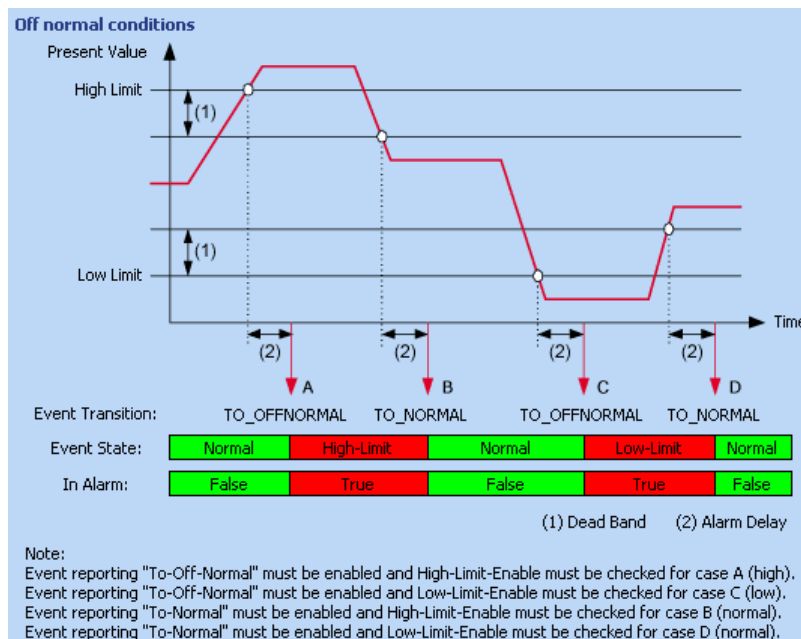 Off normal conditions
Present Value
High Limit
(1)
(1)
Low Limit
Time
(2) (2) (2) (2)
A B C D
Event Transition: TO_OFFNORMAL TO_NORMAL TO_OFFNORMAL TO_NORMAL
Event State: Normal High-Limit Normal Low-Limit Normal
In Alarm: False True False True False
(1) Dead Band (2) Alarm Delay
Note:
Event reporting "To-Off-Normal" must be enabled and High-Limit-Enable must be checked for case A (high).
Event reporting "To-Off-Normal" must be enabled and Low-Limit-Enable must be checked for case C (low).
Event reporting "To-Normal" must be enabled and High-Limit-Enable must be checked for case B (normal).
Event reporting "To-Normal" must be enabled and Low-Limit-Enable must be checked for case D (normal).